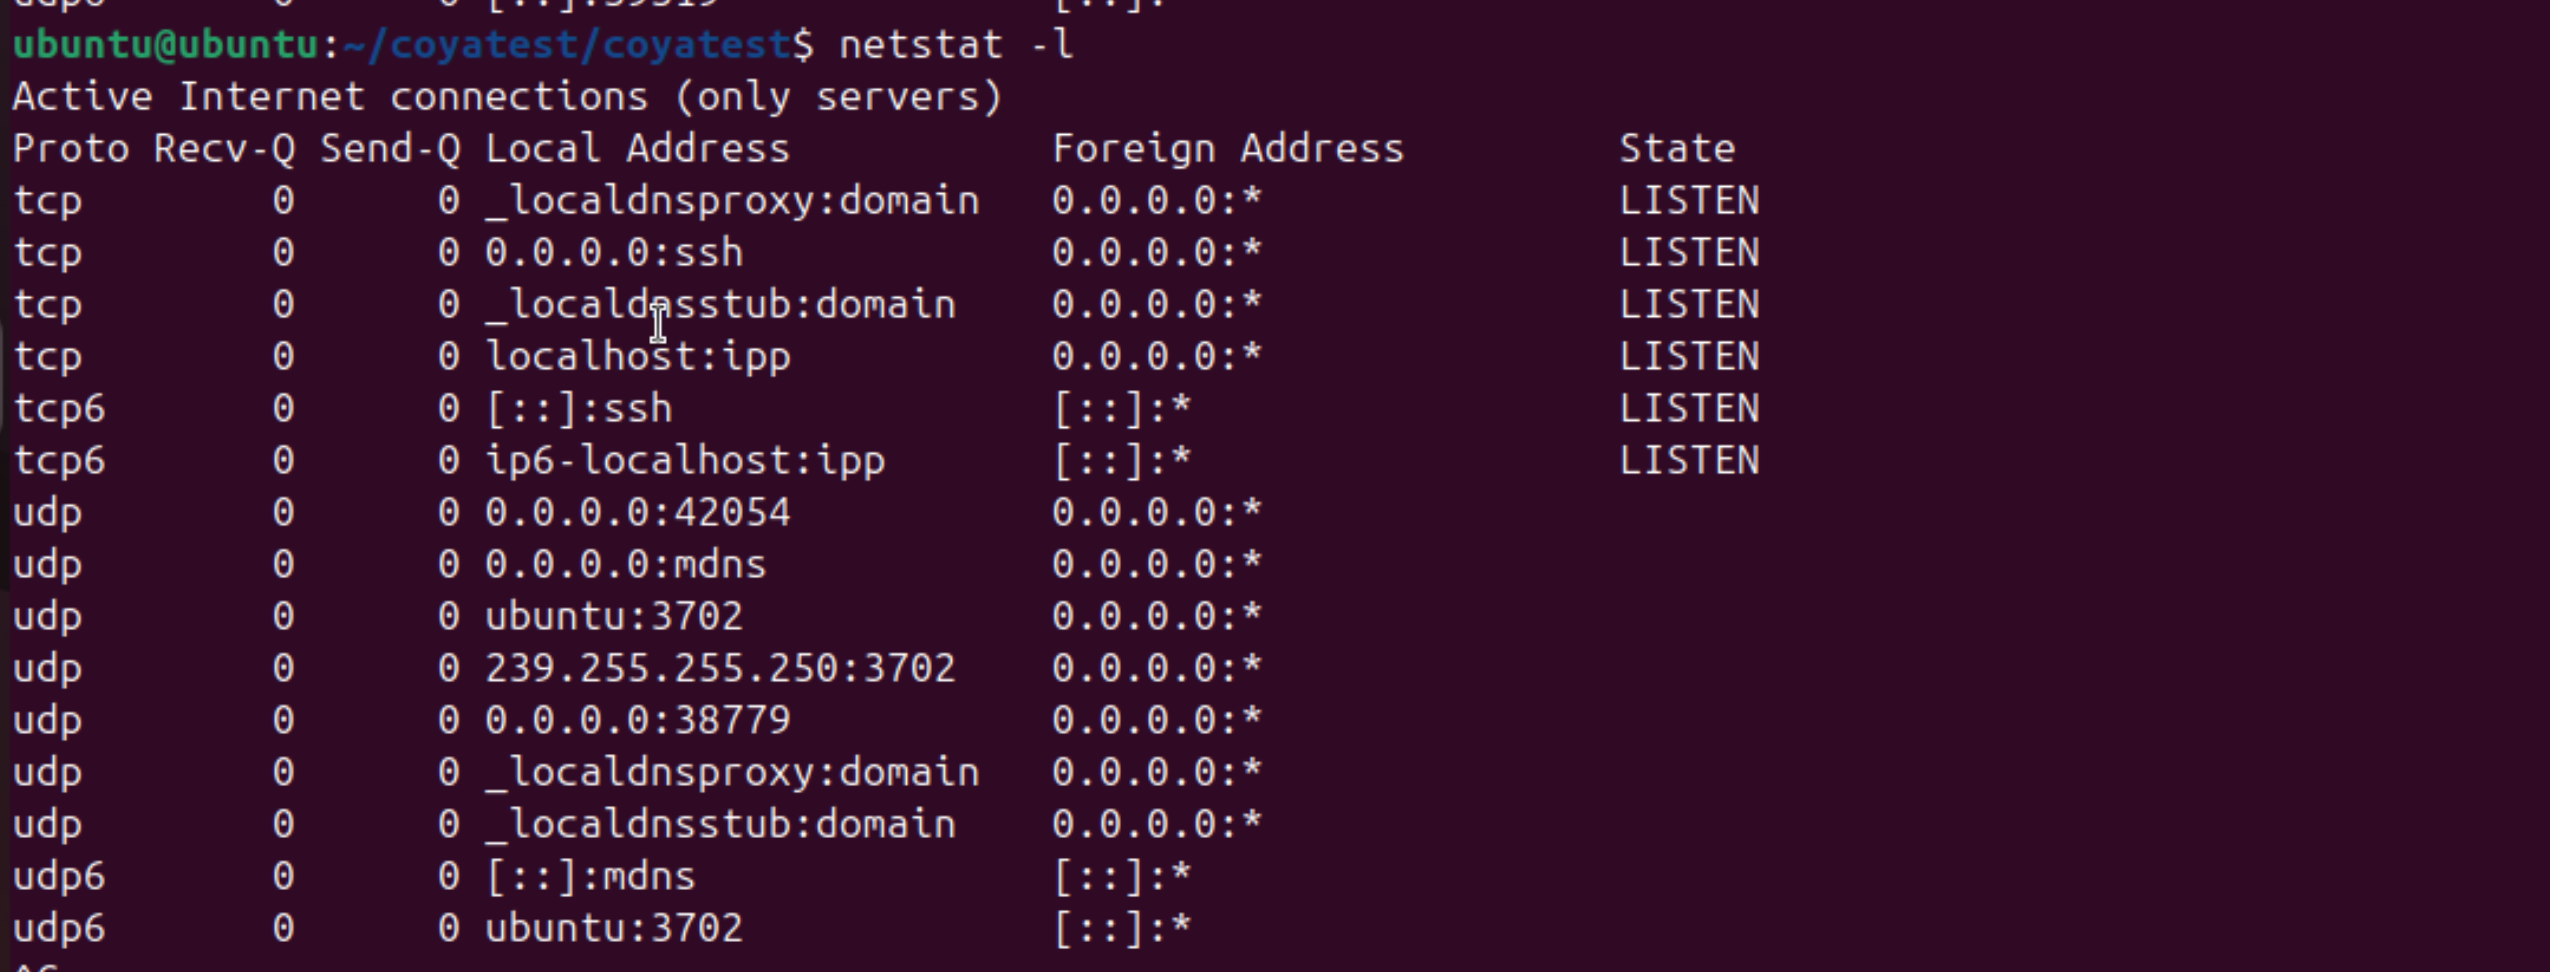 ubuntu@ubuntu:~/coyatest/coyatest$ netstat -l
Active Internet connections (only servers)
Proto Recv-Q Send-Q Local Address           Foreign Address         State
tcp        0      0 _localdnsproxy:domain   0.0.0.0:*               LISTEN
tcp        0      0 0.0.0.0:ssh             0.0.0.0:*               LISTEN
tcp        0      0 _localdnsstub:domain    0.0.0.0:*               LISTEN
tcp        0      0 localhost:ipp           0.0.0.0:*               LISTEN
tcp6       0      0 [::]:ssh                [::]:*                  LISTEN
tcp6       0      0 ip6-localhost:ipp       [::]:*                  LISTEN
udp        0      0 0.0.0.0:42054           0.0.0.0:*
udp        0      0 0.0.0.0:mdns            0.0.0.0:*
udp        0      0 ubuntu:3702             0.0.0.0:*
udp        0      0 239.255.255.250:3702    0.0.0.0:*
udp        0      0 0.0.0.0:38779           0.0.0.0:*
udp        0      0 _localdnsproxy:domain   0.0.0.0:*
udp        0      0 _localdnsstub:domain    0.0.0.0:*
udp6       0      0 [::]:mdns               [::]:*
udp6       0      0 ubuntu:3702             [::]:*